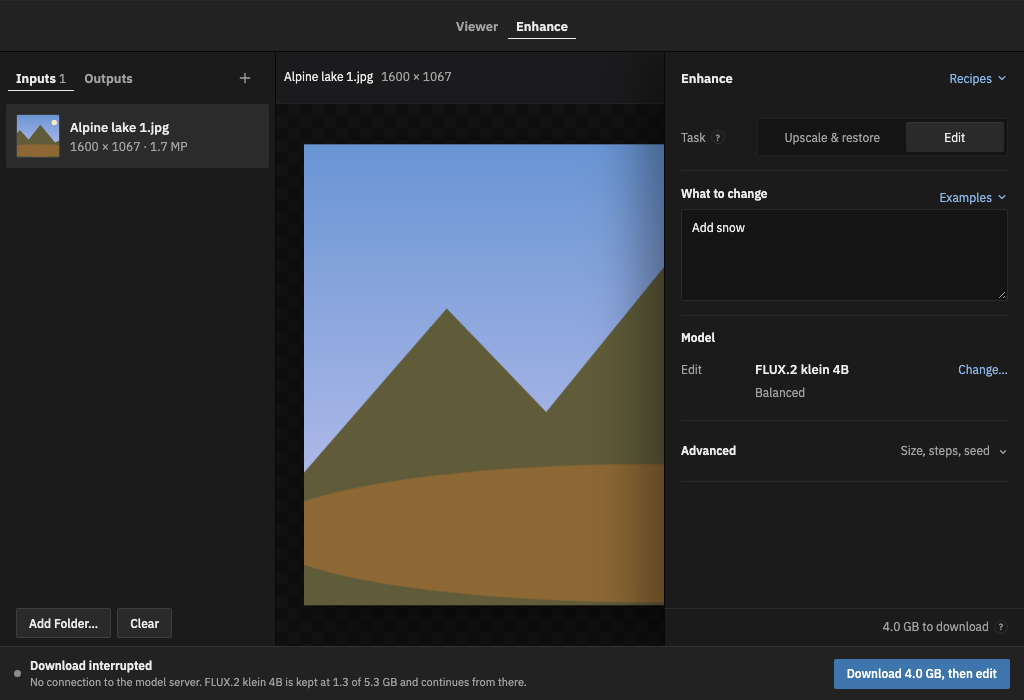 Viewer
Enhance
Inputs 1
Outputs
+
Alpine lake 1.jpg
1600 × 1067 · 1.7 MP
Add Folder...
Clear
Alpine lake 1.jpg 1600 × 1067
Enhance
Recipes
Task ?
Upscale & restore
Edit
What to change
Examples
Add snow
Model
Edit
FLUX.2 klein 4B
Change...
Balanced
Advanced
Size, steps, seed
4.0 GB to download ?
Download interrupted
No connection to the model server. FLUX.2 klein 4B is kept at 1.3 of 5.3 GB and continues from there.
Download 4.0 GB, then edit